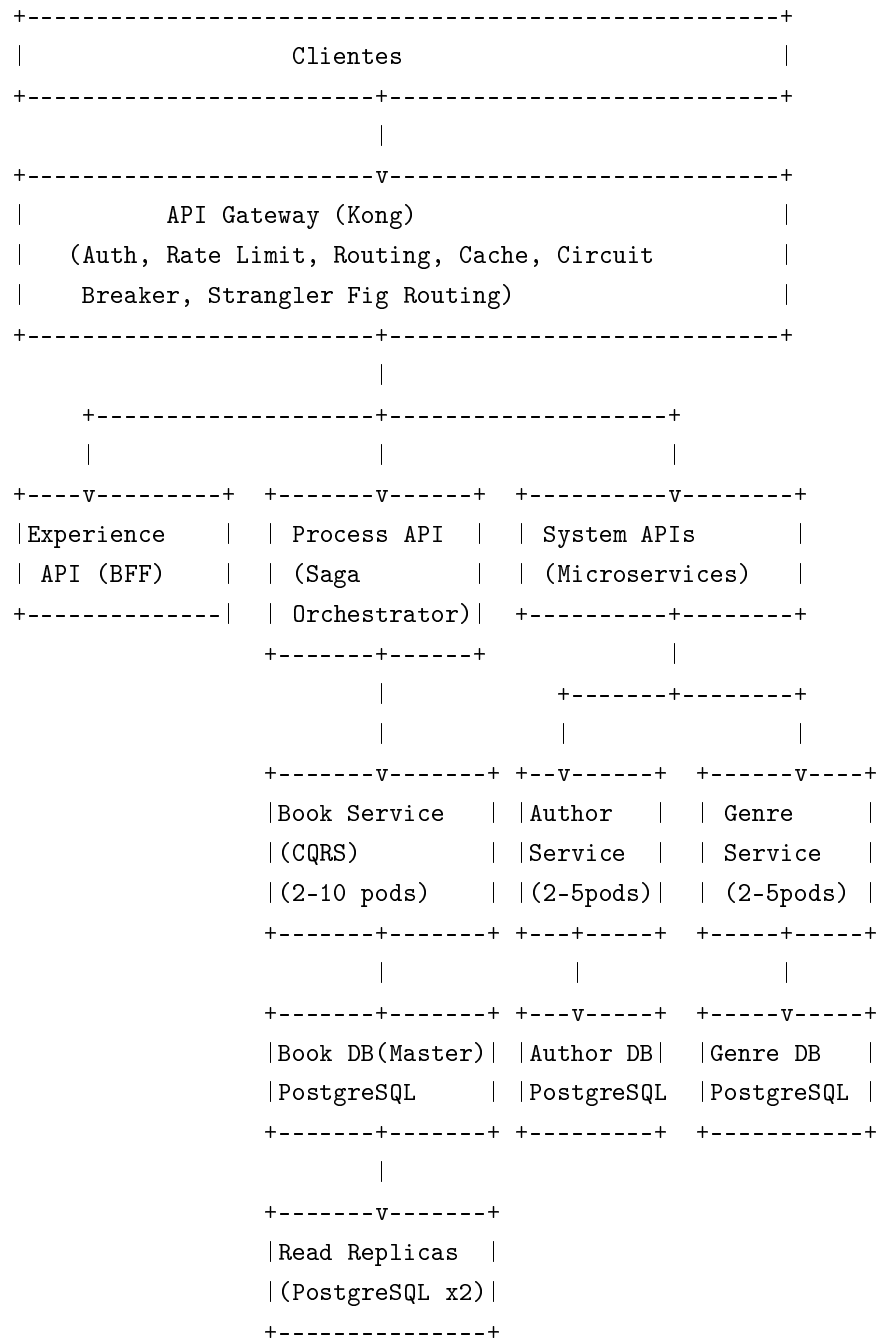 Clientes
API Gateway (Kong)
(Auth, Rate Limit, Routing, Cache, Circuit
Breaker, Strangler Fig Routing)
Experience
API (BFF)
Process API
(Saga
Orchestrator)
System APIs
(Microservices)
Book Service
(CQRS)
(2-10 pods)
Author
Service
(2-5pods)
Genre
Service
(2-5pods)
Book DB(Master)
PostgreSQL
Author DB
PostgreSQL
Genre DB
PostgreSQL
Read Replicas
(PostgreSQL x2)